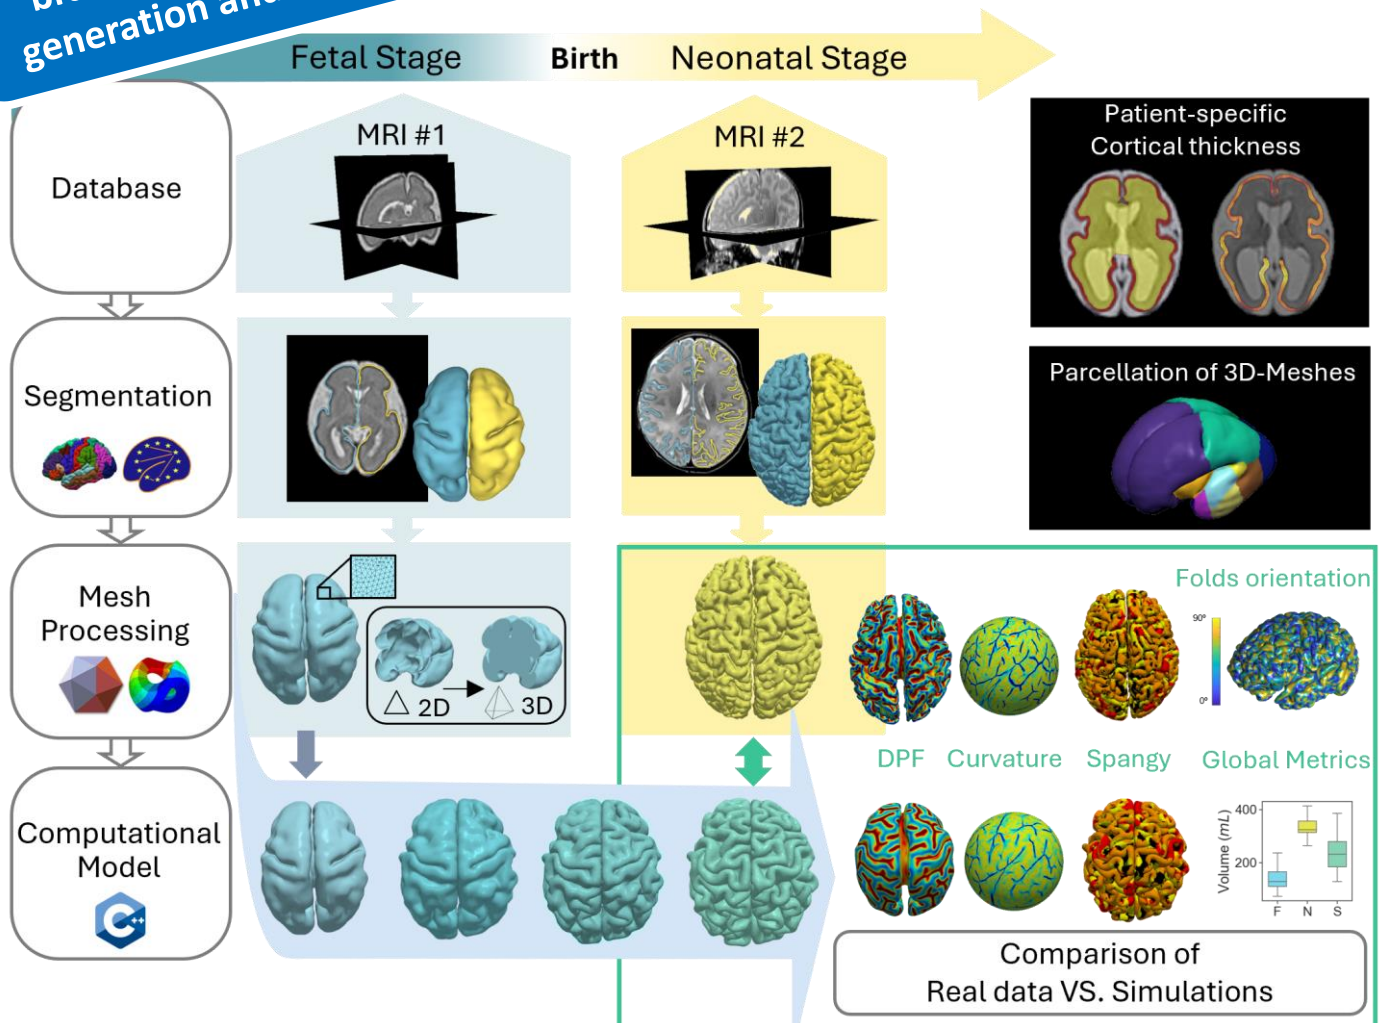 generation and
Fetal Stage
Birth
Neonatal Stage
Database
MRI #1
MRI #2
Patient-specific
Cortical thickness
Segmentation
Parcellation of 3D-Meshes
Mesh
Processing
2D
3D
Folds orientation
90°
0°
DPF
Curvature
Spangy
Global Metrics
Computational
Model
C++
Volume (mL)
400
200
F
N
S
Comparison of
Real data VS. Simulations